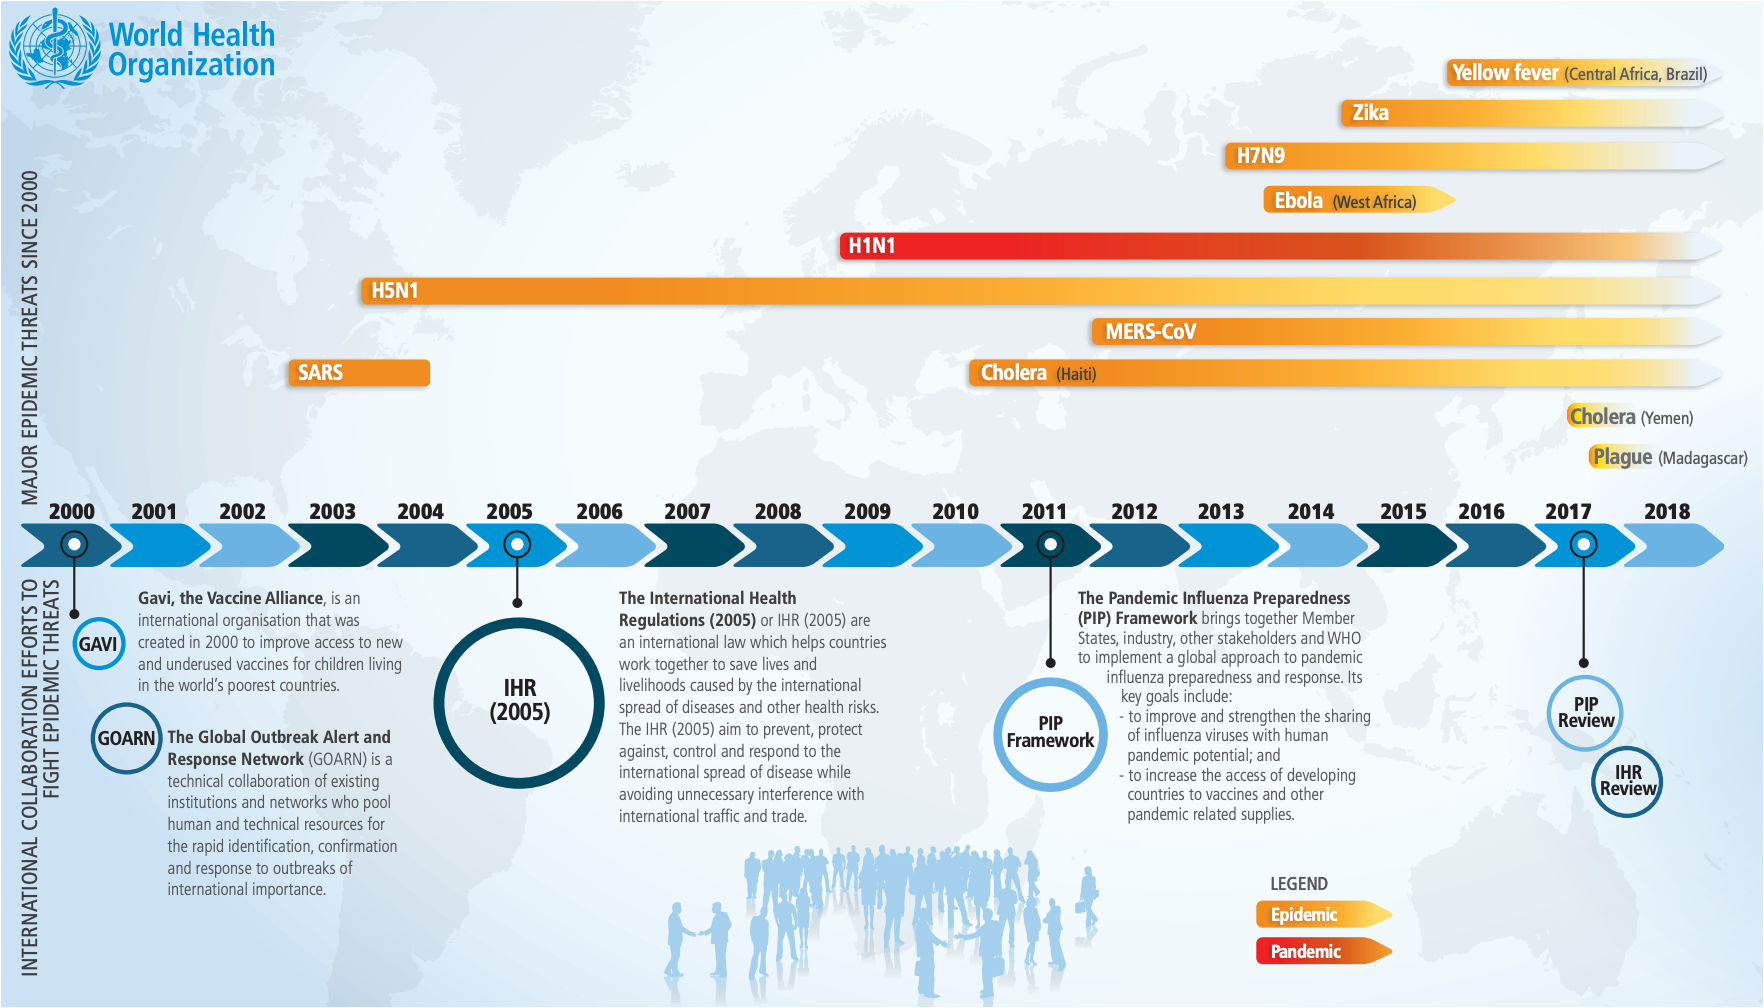 World Health
Organization
MAJOR EPIDEMIC THREATS SINCE 2000
Yellow fever (Central Africa, Brazil)
Zika
H7N9
Ebola (West Africa)
H1N1
H5N1
MERS-CoV
SARS
Cholera (Haiti)
Cholera (Yemen)
Plague (Madagascar)
2000 2001 2002 2003 2004 2005 2006 2007 2008 2009 2010 2011 2012 2013 2014 2015 2016 2017 2018
INTERNATIONAL COLLABORATION EFFORTS TO
FIGHT EPIDEMIC THREATS
GAVI
Gavi, the Vaccine Alliance, is an
international organisation that was
created in 2000 to improve access to new
and underused vaccines for children living
in the world's poorest countries.
GOARN
The Global Outbreak Alert and
Response Network (GOARN) is a
technical collaboration of existing
institutions and networks who pool
human and technical resources for
the rapid identification, confirmation
and response to outbreaks of
international importance.
IHR
(2005)
The International Health
Regulations (2005) or IHR (2005) are
an international law which helps countries
work together to save lives and
livelihoods caused by the international
spread of diseases and other health risks.
The IHR (2005) aim to prevent, protect
against, control and respond to the
international spread of disease while
avoiding unnecessary interference with
international traffic and trade.
PIP
Framework
The Pandemic Influenza Preparedness
(PIP) Framework brings together Member
States, industry, other stakeholders and WHO
to implement a global approach to pandemic
influenza preparedness and response. Its
key goals include:
- to improve and strengthen the sharing
of influenza viruses with human
pandemic potential; and
- to increase the access of developing
countries to vaccines and other
pandemic related supplies.
PIP
Review
IHR
Review
LEGEND
Epidemic
Pandemic